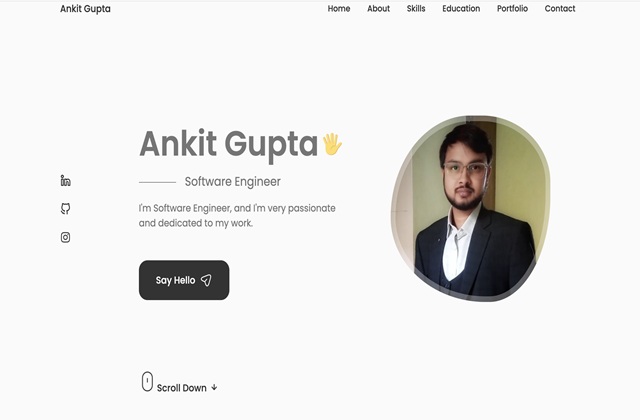 Ankit Gupta
Home About Skills Education Portfolio Contact
Ankit Gupta
Software Engineer
I'm Software Engineer, and I'm very passionate
and dedicated to my work.
Say Hello
Scroll Down